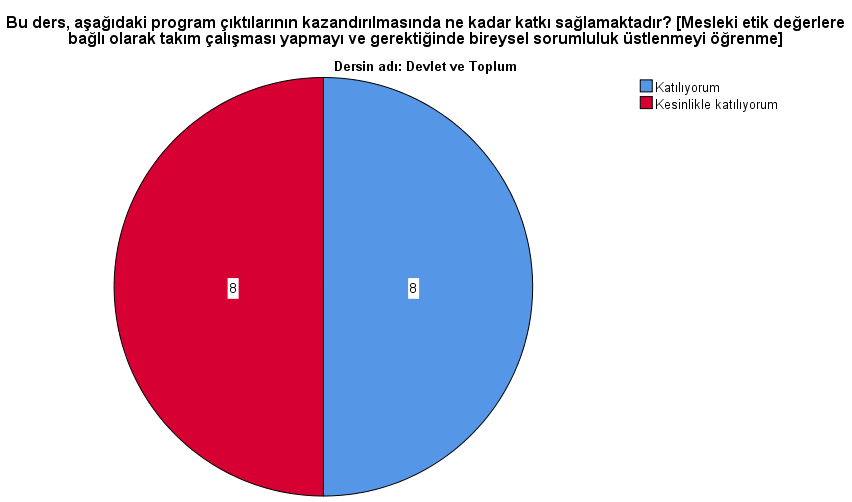 Bu ders, aşağıdaki program çıktılarının kazandırılmasında ne kadar katkı sağlamaktadır? [Mesleki etik değerlere
bağlı olarak takım çalışması yapmayı ve gerektiğinde bireysel sorumluluk üstlenmeyi öğrenme]
Dersin adı: Devlet ve Toplum
Katılıyorum
Kesinlikle katılıyorum
8
8